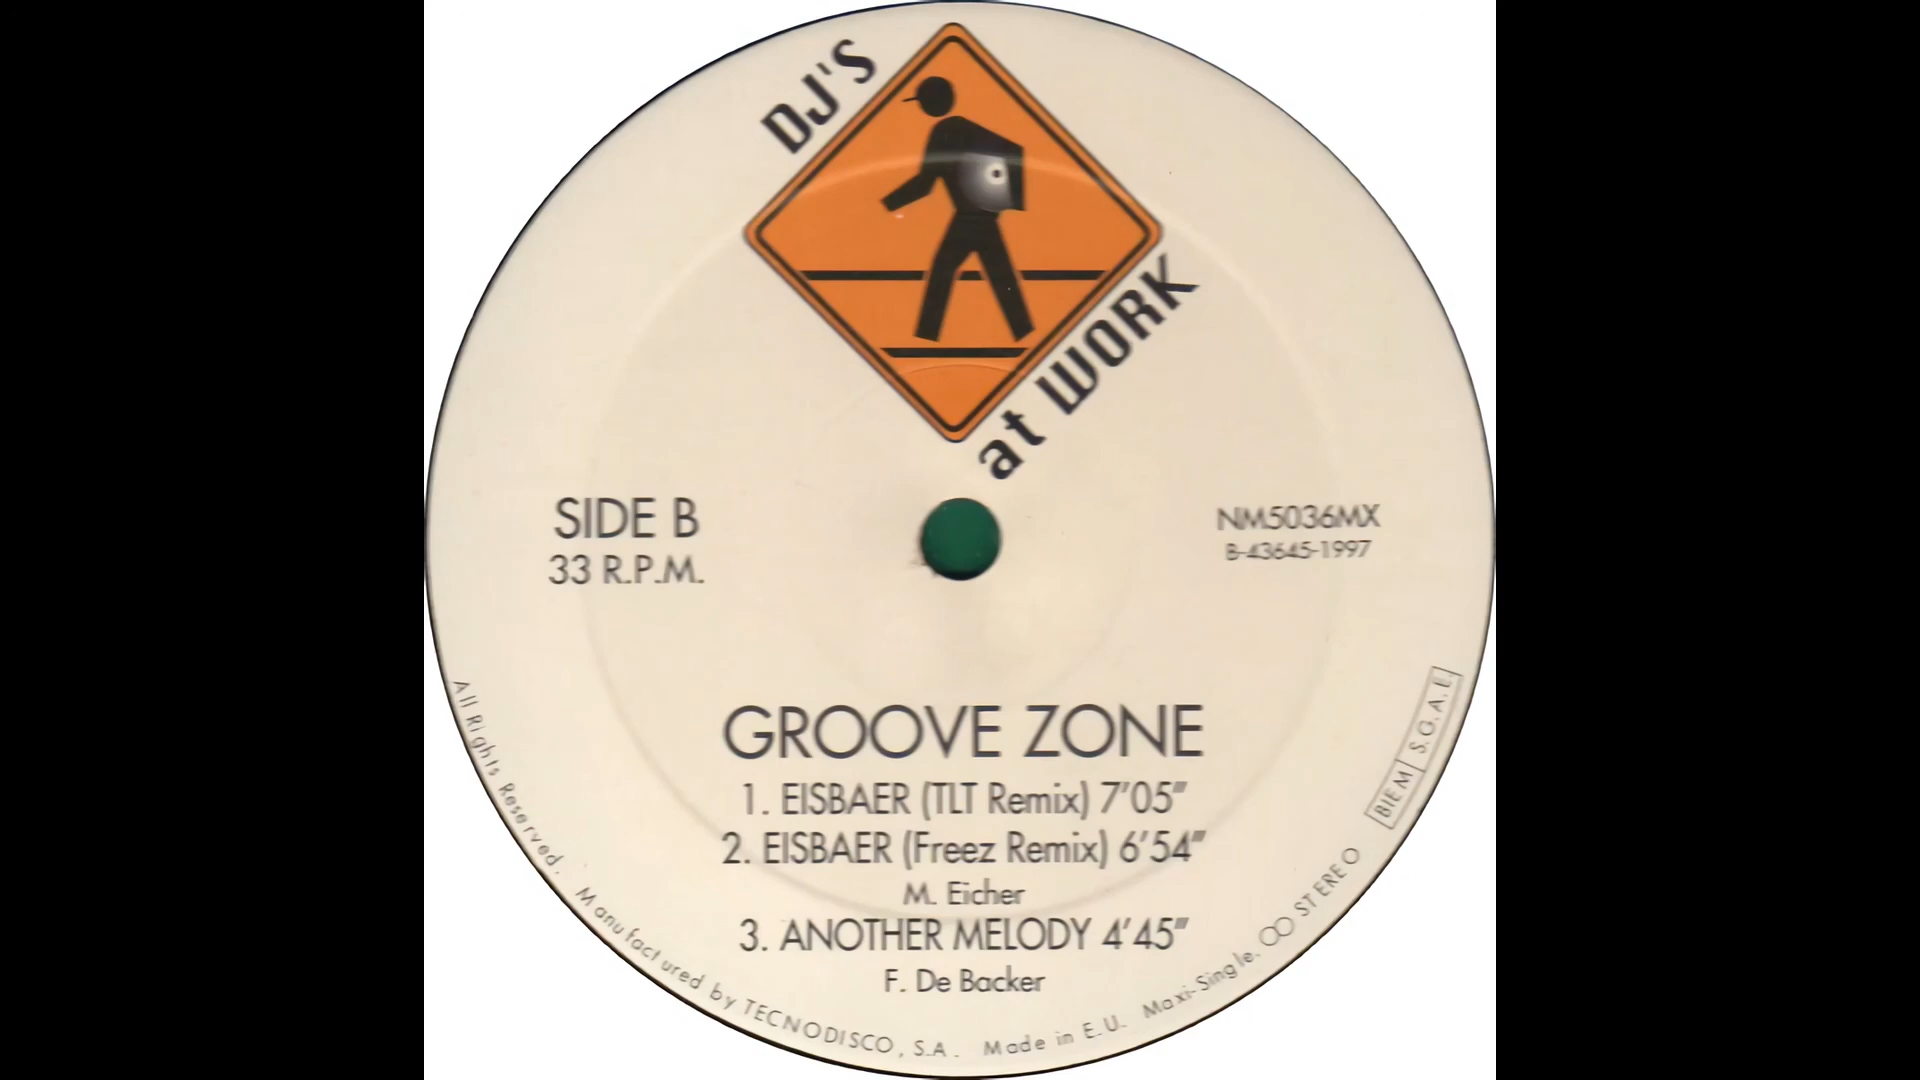 DJ'S
at WORK
SIDE B
33 R.P.M.
NM5036MX
B-43645-1997
GROOVE ZONE
1. EISBAER (TLT Remix) 7'05"
2. EISBAER (Freez Remix) 6'54"
M. Eicher
3. ANOTHER MELODY 4'45"
F. De Backer
All Rights Reserved. Manufactured by TECNODISCO, S.A. Made in E.U. Maxi-Single. STEREO
BIEM S.G.A.E.